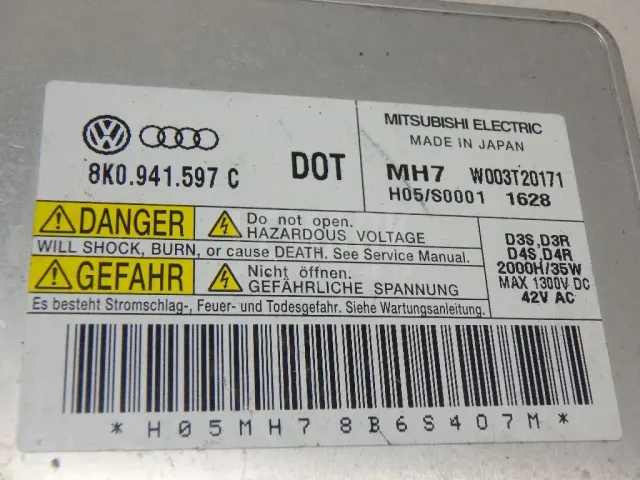 8K0.941.597 C
DOT
MITSUBISHI ELECTRIC
MADE IN JAPAN
MH7 W003T20171
H05/S0001 1628
DANGER
Do not open.
HAZARDOUS VOLTAGE
WILL SHOCK, BURN, or cause DEATH. See Service Manual.
GEFAHR
Nicht öffnen.
GEFÄHRLICHE SPANNUNG
Es besteht Stromschlag-, Feuer- und Todesgefahr. Siehe Wartungsanleitung.
D3S,D3R
D4S,D4R
2000H/35W
MAX 1300V DC
42V AC
*H05MH78B6S407M*